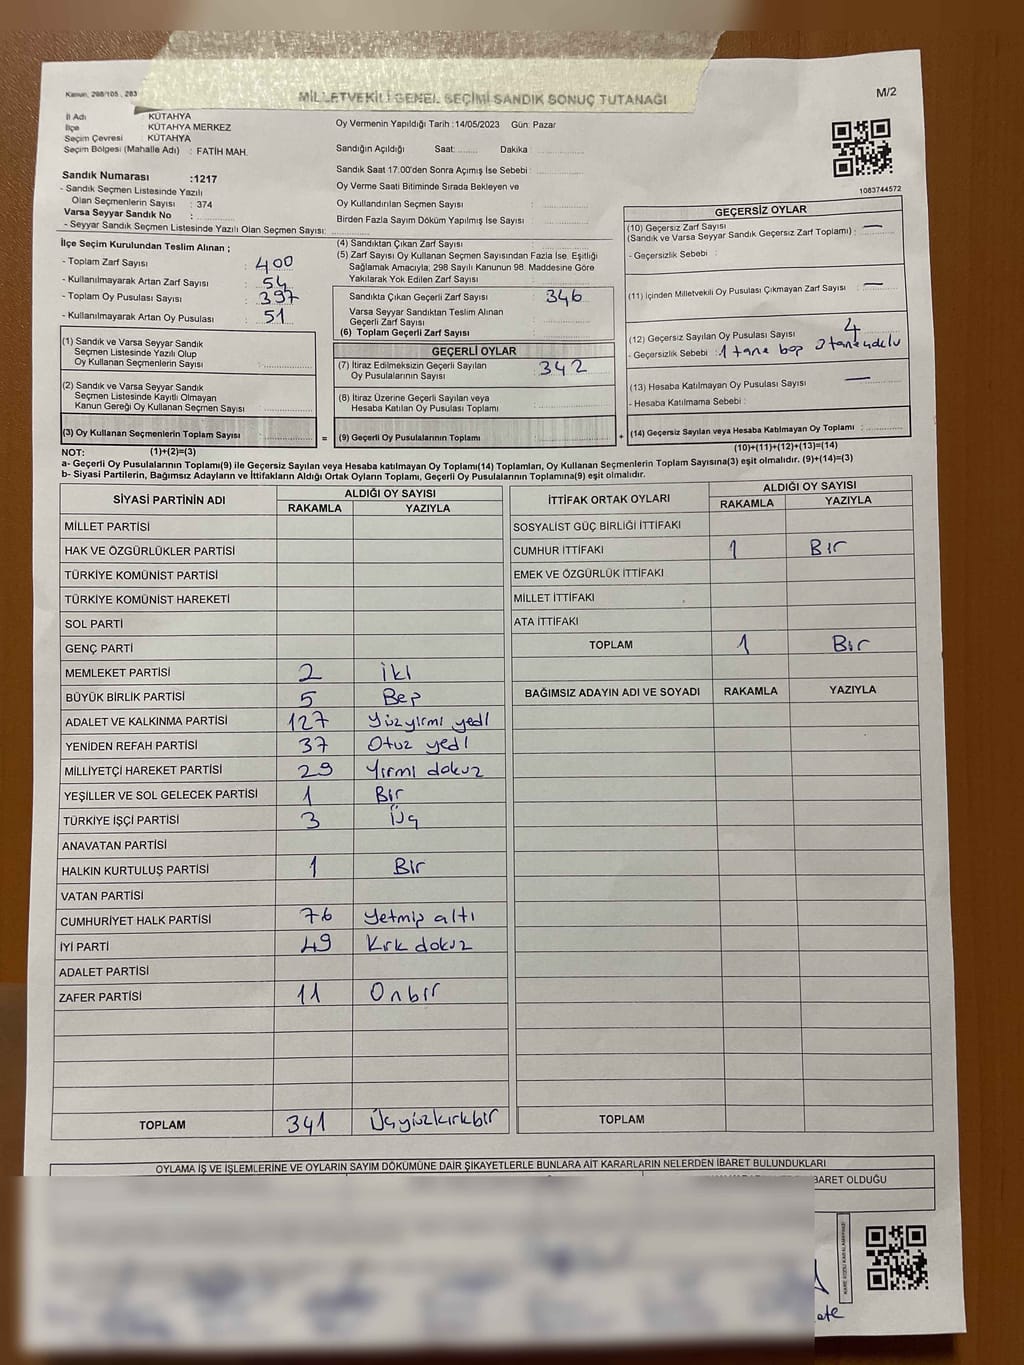 Kanun, 298/105 , 283
MİLLETVEKİLİ GENEL SEÇİMİ SANDIK SONUÇ TUTANAĞI
M/2
İl Adı : KÜTAHYA
İlçe : KÜTAHYA MERKEZ
Seçim Çevresi : KÜTAHYA
Seçim Bölgesi (Mahalle Adı) : FATİH MAH.
Oy Vermenin Yapıldığı Tarih :14/05/2023 Gün: Pazar
Sandığın Açıldığı Saat:........ Dakika
Sandık Saat 17.00'den Sonra Açımış İse Sebebi :
Oy Verme Saati Bitiminde Sırada Bekleyen ve
Oy Kullandırılan Seçmen Sayısı :
Birden Fazla Sayım Döküm Yapılmış İse Sayısı :
1083744572
Sandık Numarası :1217
- Sandık Seçmen Listesinde Yazılı
Olan Seçmenlerin Sayısı : 374
Varsa Seyyar Sandık No :
- Seyyar Sandık Seçmen Listesinde Yazılı Olan Seçmen Sayısı:
İlçe Seçim Kurulundan Teslim Alınan ;
- Toplam Zarf Sayısı : 400
- Kullanılmayarak Artan Zarf Sayısı : 54
- Toplam Oy Pusulası Sayısı : 397
- Kullanılmayarak Artan Oy Pusulası : 51
(1) Sandık ve Varsa Seyyar Sandık
Seçmen Listesinde Yazılı Olup
Oy Kullanan Seçmenlerin Sayısı :
(2) Sandık ve Varsa Seyyar Sandık
Seçmen Listesinde Kayıtlı Olmayan
Kanun Gereği Oy Kullanan Seçmen Sayısı :
(3) Oy Kullanan Seçmenlerin Toplam Sayısı :
(4) Sandıktan Çıkan Zarf Sayısı :
(5) Zarf Sayısı Oy Kullanan Seçmen Sayısından Fazla İse, Eşitliği
Sağlamak Amacıyla; 298 Sayılı Kanunun 98. Maddesine Göre
Yakılarak Yok Edilen Zarf Sayısı :
Sandıkta Çıkan Geçerli Zarf Sayısı : 346
Varsa Seyyar Sandıktan Teslim Alınan
Geçerli Zarf Sayısı :
(6) Toplam Geçerli Zarf Sayısı :
GEÇERLİ OYLAR
(7) İtiraz Edilmeksizin Geçerli Sayılan
Oy Pusulalarının Sayısı : 342
(8) İtiraz Üzerine Geçerli Sayılan veya
Hesaba Katılan Oy Pusulası Toplamı :
= (9) Geçerli Oy Pusulalarının Toplamı :
GEÇERSİZ OYLAR
(10) Geçersiz Zarf Sayısı
(Sandık ve Varsa Seyyar Sandık Geçersiz Zarf Toplamı) : —
- Geçersizlik Sebebi :
(11) İçinden Milletvekili Oy Pusulası Çıkmayan Zarf Sayısı : —
(12) Geçersiz Sayılan Oy Pusulası Sayısı : 4
- Geçersizlik Sebebi : 1 tane boş 3 tane
(13) Hesaba Katılmayan Oy Pusulası Sayısı : —
- Hesaba Katılmama Sebebi :
+ (14) Geçersiz Sayılan veya Hesaba Katılmayan Oy Toplamı :
NOT: (1)+(2)=(3)
(10)+(11)+(12)+(13)=(14)
a- Geçerli Oy Pusulalarının Toplamı(9) ile Geçersiz Sayılan veya Hesaba katılmayan Oy Toplamı(14) Toplamları, Oy Kullanan Seçmenlerin Toplam Sayısına(3) eşit olmalıdır. (9)+(14)=(3)
b- Siyasi Partilerin, Bağımsız Adayların ve İttifakların Aldığı Ortak Oyların Toplamı, Geçerli Oy Pusulalarının Toplamına(9) eşit olmalıdır.
SİYASİ PARTİNİN ADI
ALDIĞI OY SAYISI
RAKAMLA YAZIYLA
MİLLET PARTİSİ
HAK VE ÖZGÜRLÜKLER PARTİSİ
TÜRKİYE KOMÜNİST PARTİSİ
TÜRKİYE KOMÜNİST HAREKETİ
SOL PARTİ
GENÇ PARTİ
MEMLEKET PARTİSİ 2 iki
BÜYÜK BİRLİK PARTİSİ 5 Beş
ADALET VE KALKINMA PARTİSİ 127 Yüzyirmi yedi
YENİDEN REFAH PARTİSİ 37 Otuz yedi
MİLLİYETÇİ HAREKET PARTİSİ 29 Yirmi dokuz
YEŞİLLER VE SOL GELECEK PARTİSİ 1 Bir
TÜRKİYE İŞÇİ PARTİSİ 3 Üç
ANAVATAN PARTİSİ
HALKIN KURTULUŞ PARTİSİ 1 Bir
VATAN PARTİSİ
CUMHURİYET HALK PARTİSİ 76 Yetmiş altı
İYİ PARTİ 49 Kırk dokuz
ADALET PARTİSİ
ZAFER PARTİSİ 11 Onbir
TOPLAM 341 Üçyüzkırkbir
İTTİFAK ORTAK OYLARI
ALDIĞI OY SAYISI
RAKAMLA YAZIYLA
SOSYALİST GÜÇ BİRLİĞİ İTTİFAKI
CUMHUR İTTİFAKI 1 Bir
EMEK VE ÖZGÜRLÜK İTTİFAKI
MİLLET İTTİFAKI
ATA İTTİFAKI
TOPLAM 1 Bir
BAĞIMSIZ ADAYIN ADI VE SOYADI RAKAMLA YAZIYLA
TOPLAM
OYLAMA İŞ VE İŞLEMLERİNE VE OYLARIN SAYIM DÖKÜMÜNE DAİR ŞİKAYETLERLE BUNLARA AİT KARARLARIN NELERDEN İBARET BULUNDUKLARI
BARET OLDUĞU